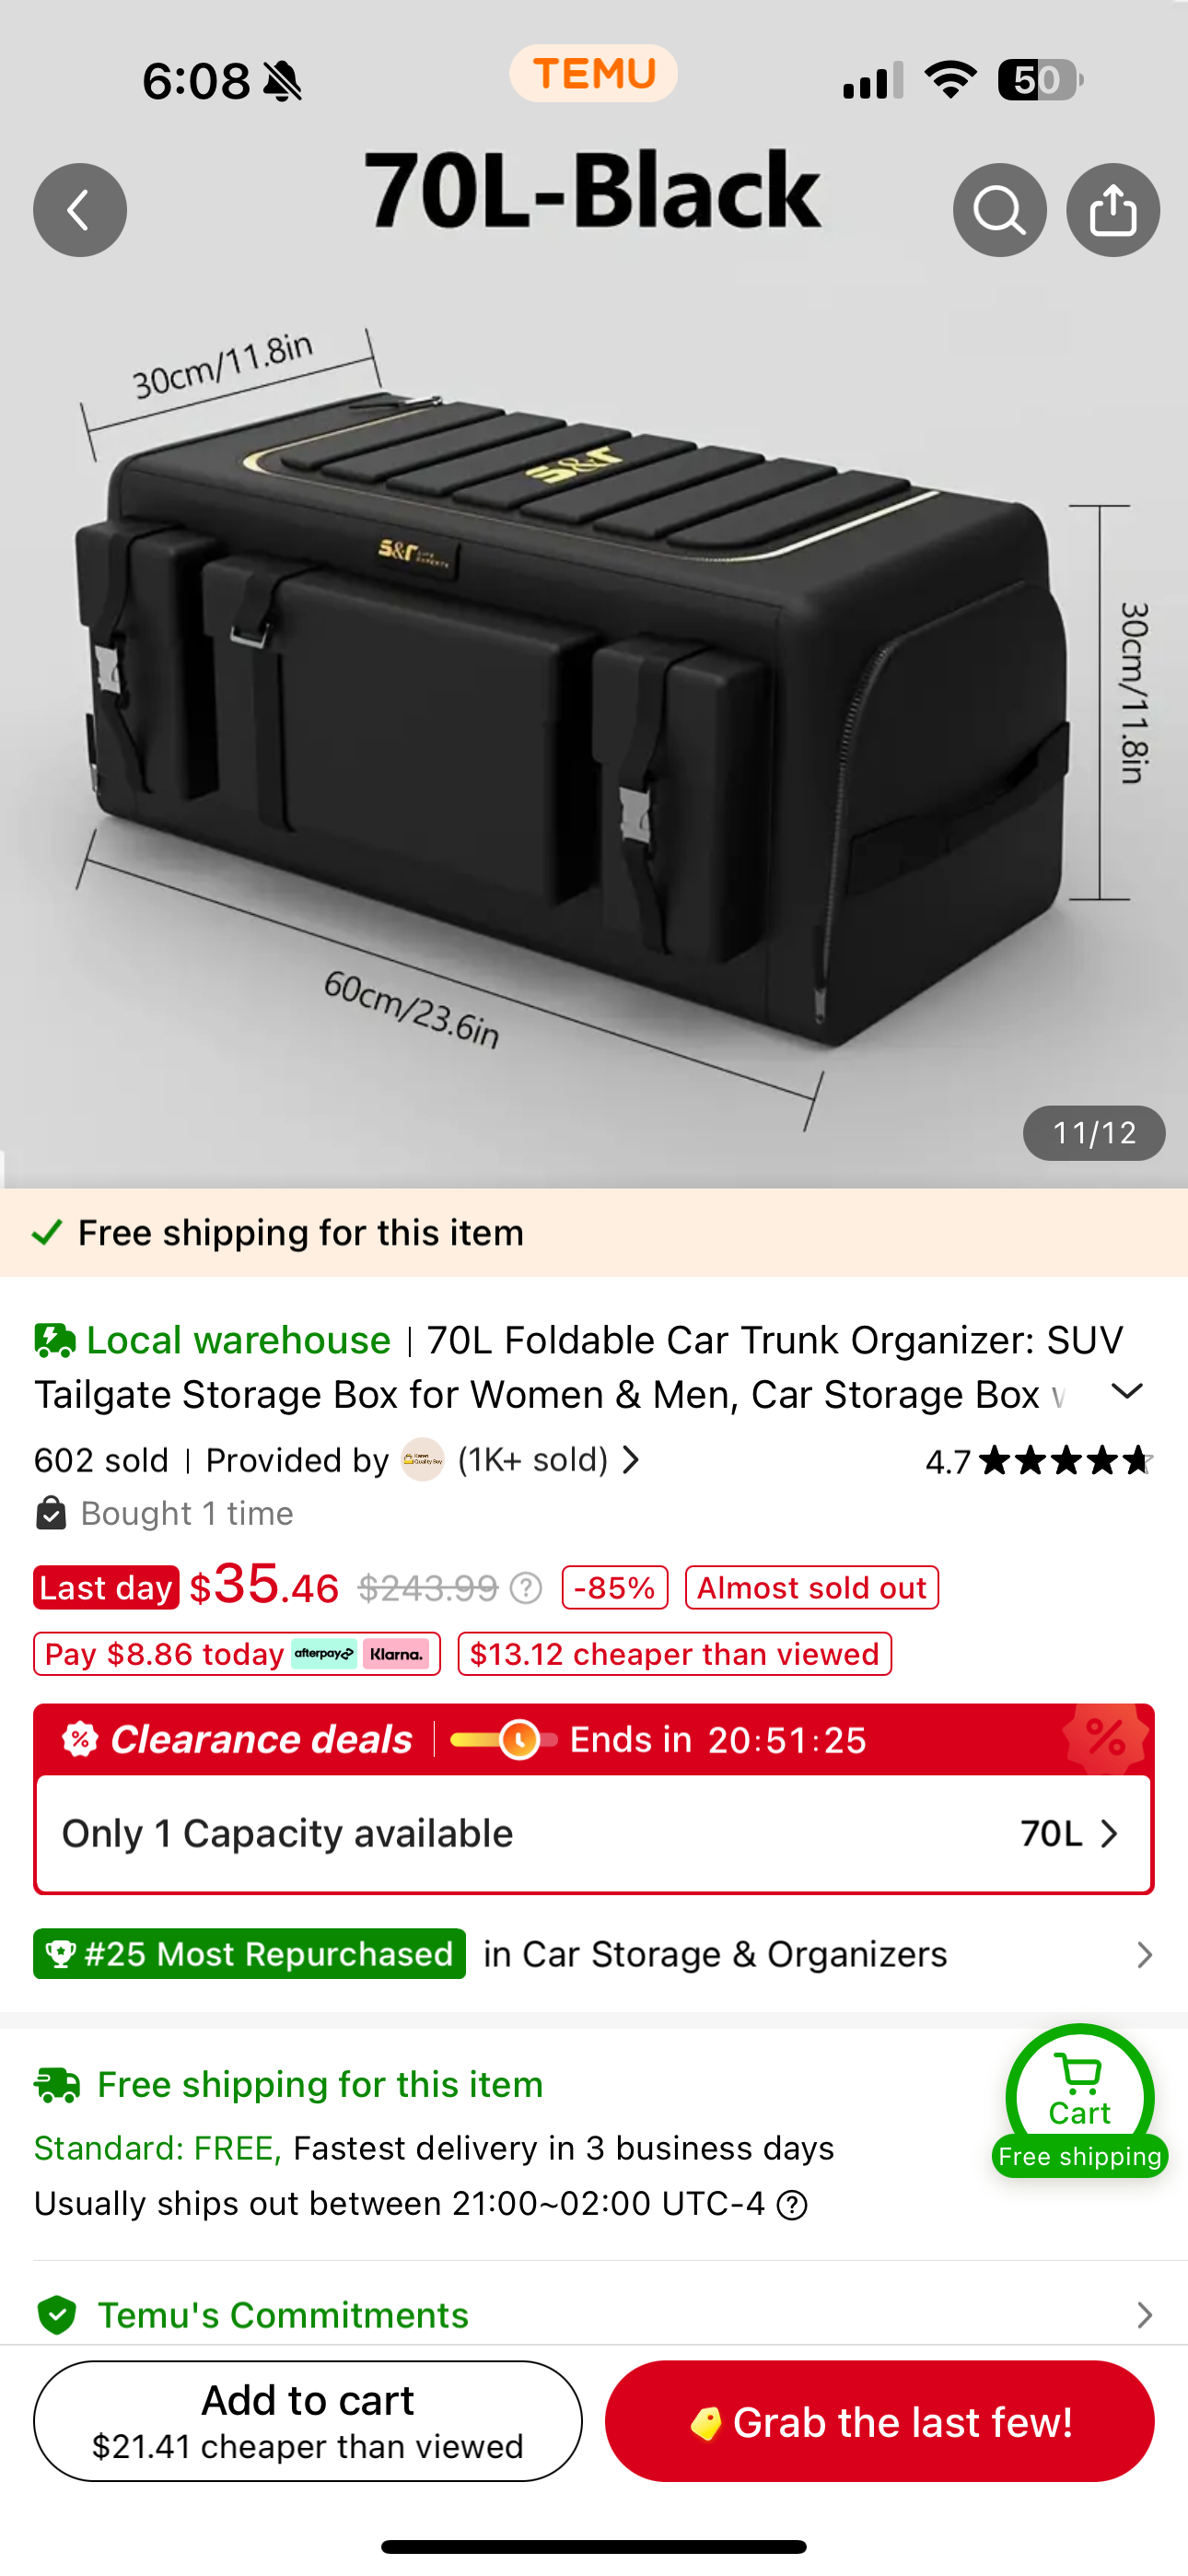 6:08
TEMU
50
70L-Black
30cm/11.8in
S&r
S&r
30cm/11.8in
60cm/23.6in
11/12
Free shipping for this item
Local warehouse | 70L Foldable Car Trunk Organizer: SUV
Tailgate Storage Box for Women & Men, Car Storage Box w
602 sold | Provided by (1K+ sold)
4.7
Bought 1 time
Last day $35.46 $243.99 -85% Almost sold out
Pay $8.86 today afterpay Klarna. $13.12 cheaper than viewed
Clearance deals | Ends in 20:51:25
Only 1 Capacity available 70L
#25 Most Repurchased in Car Storage & Organizers
Free shipping for this item
Cart
Standard: FREE, Fastest delivery in 3 business days
Free shipping
Usually ships out between 21:00~02:00 UTC-4
Temu's Commitments
Add to cart
$21.41 cheaper than viewed
Grab the last few!